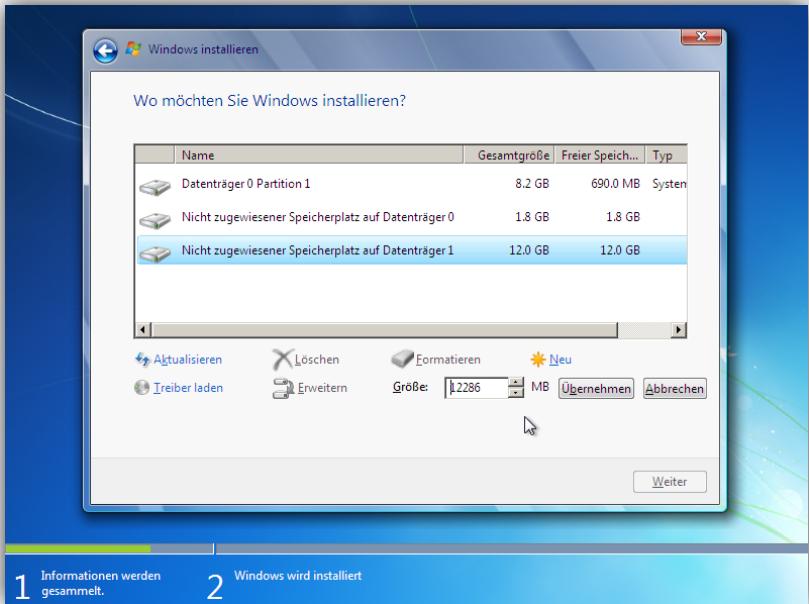 Windows installieren
Wo möchten Sie Windows installieren?
Name Gesamtgröße Freier Speich... Typ
Datenträger 0 Partition 1 8.2 GB 690.0 MB System
Nicht zugewiesener Speicherplatz auf Datenträger 0 1.8 GB 1.8 GB
Nicht zugewiesener Speicherplatz auf Datenträger 1 12.0 GB 12.0 GB
Aktualisieren Löschen Formatieren Neu
Treiber laden Erweitern Größe: 12286 MB Übernehmen Abbrechen
Weiter
1 Informationen werden gesammelt. 2 Windows wird installiert